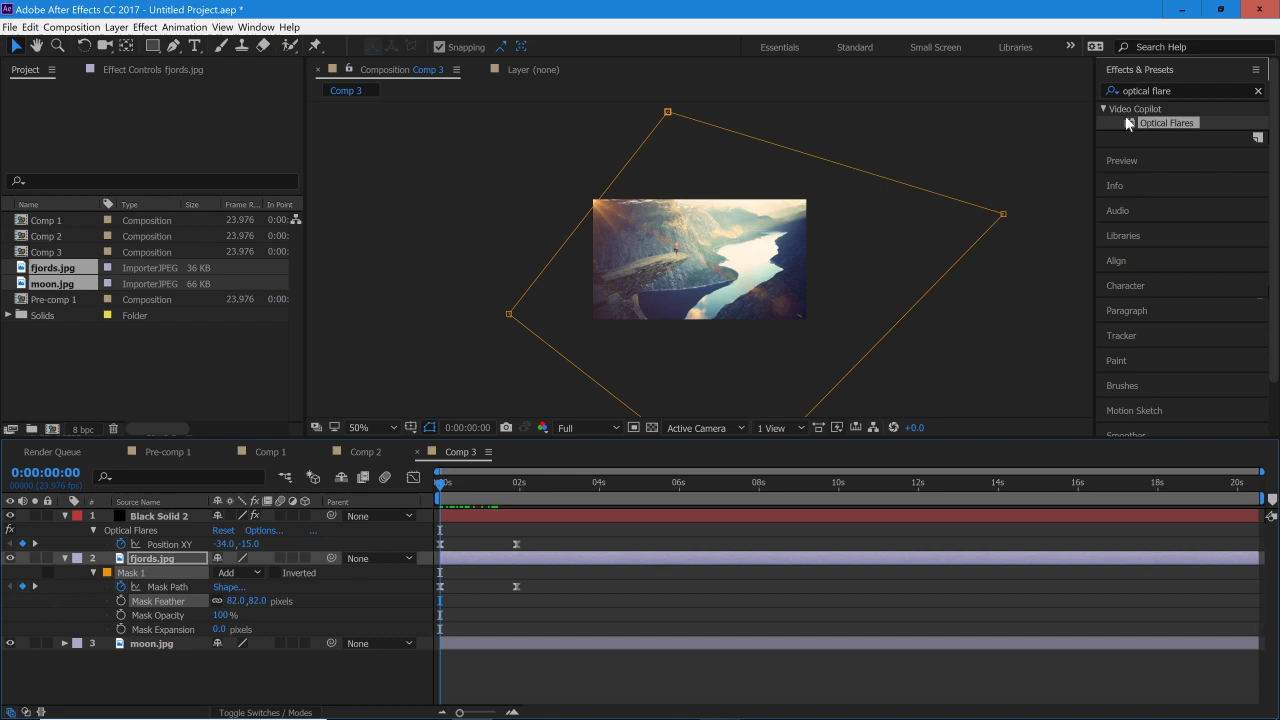 Ae Adobe After Effects CC 2017 - Untitled Project.aep *
File Edit Composition Layer Effect Animation View Window Help
Snapping Essentials Standard Small Screen Libraries Search Help
Project Effect Controls fjords.jpg Composition Comp 3 Layer (none) Effects & Presets
Comp 3
optical flare
Video Copilot
Optical Flares
Preview
Info
Audio
Libraries
Align
Character
Paragraph
Tracker
Paint
Brushes
Motion Sketch
Smoother
Name Type Size Frame R... In Point
Comp 1 Composition 23.976 0:00:
Comp 2 Composition 23.976 0:00:
Comp 3 Composition 23.976 0:00:
fjords.jpg ImporterJPEG 36 KB
moon.jpg ImporterJPEG 66 KB
Pre-comp 1 Composition 23.976 0:00:
Solids Folder
8 bpc
50% 0:00:00:00 Full Active Camera 1 View +0.0
Render Queue Pre-comp 1 Comp 1 Comp 2 Comp 3
0:00:00:00
00000 (23.976 fps)
02s 04s 06s 08s 10s 12s 14s 16s 18s 20s
# Source Name fx Parent
1 Black Solid 2 fx None
fx Optical Flares Reset Options... ...
Position XY -34.0,-15.0
2 fjords.jpg None
Mask 1 Add Inverted
Mask Path Shape...
Mask Feather 82.0,82.0 pixels
Mask Opacity 100%
Mask Expansion 0.0 pixels
3 moon.jpg None
Toggle Switches / Modes